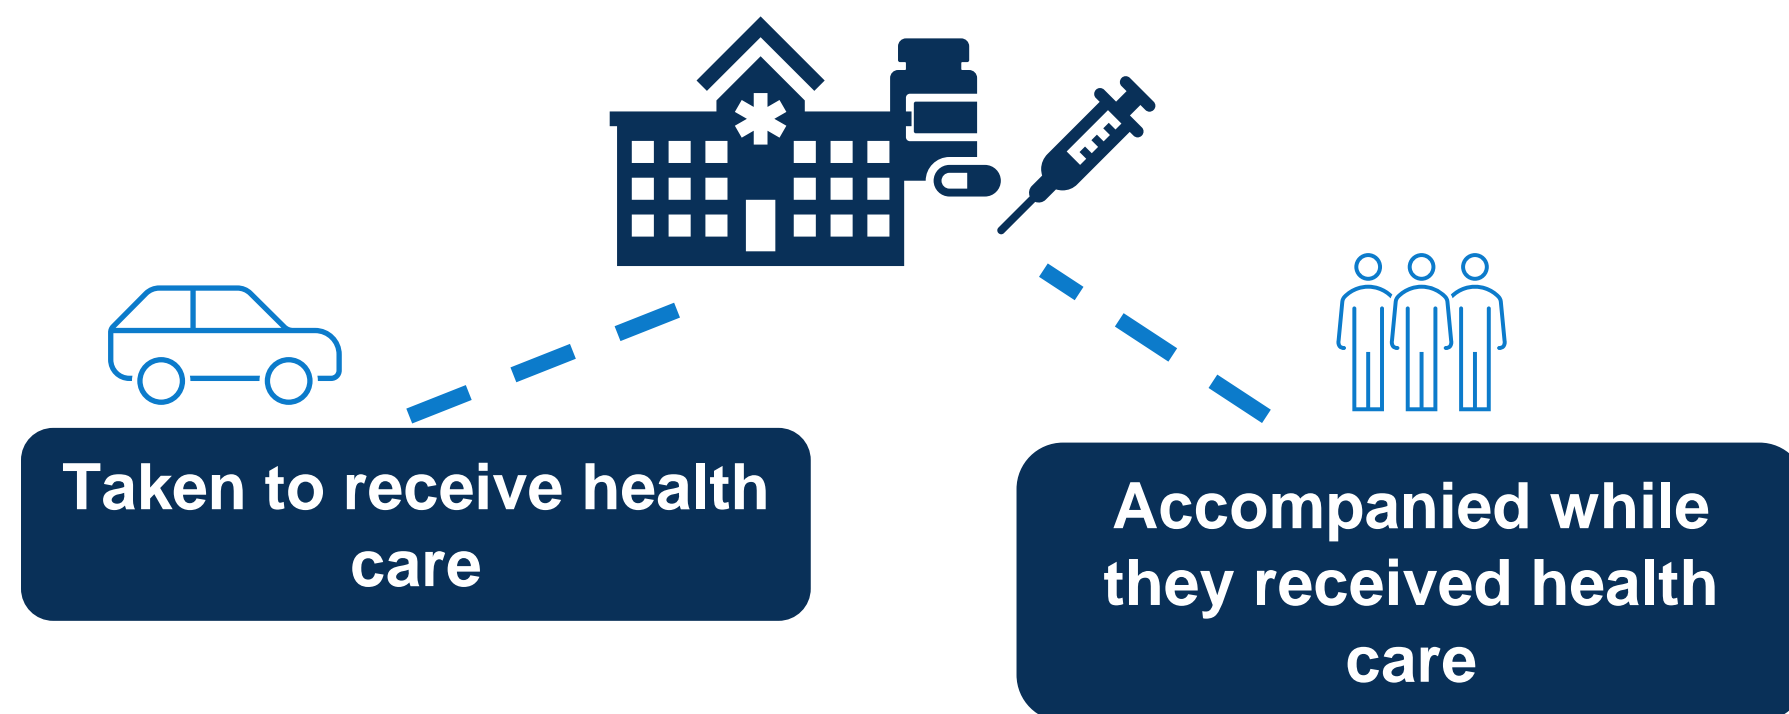 Taken to receive health
care
Accompanied while
they received health
care